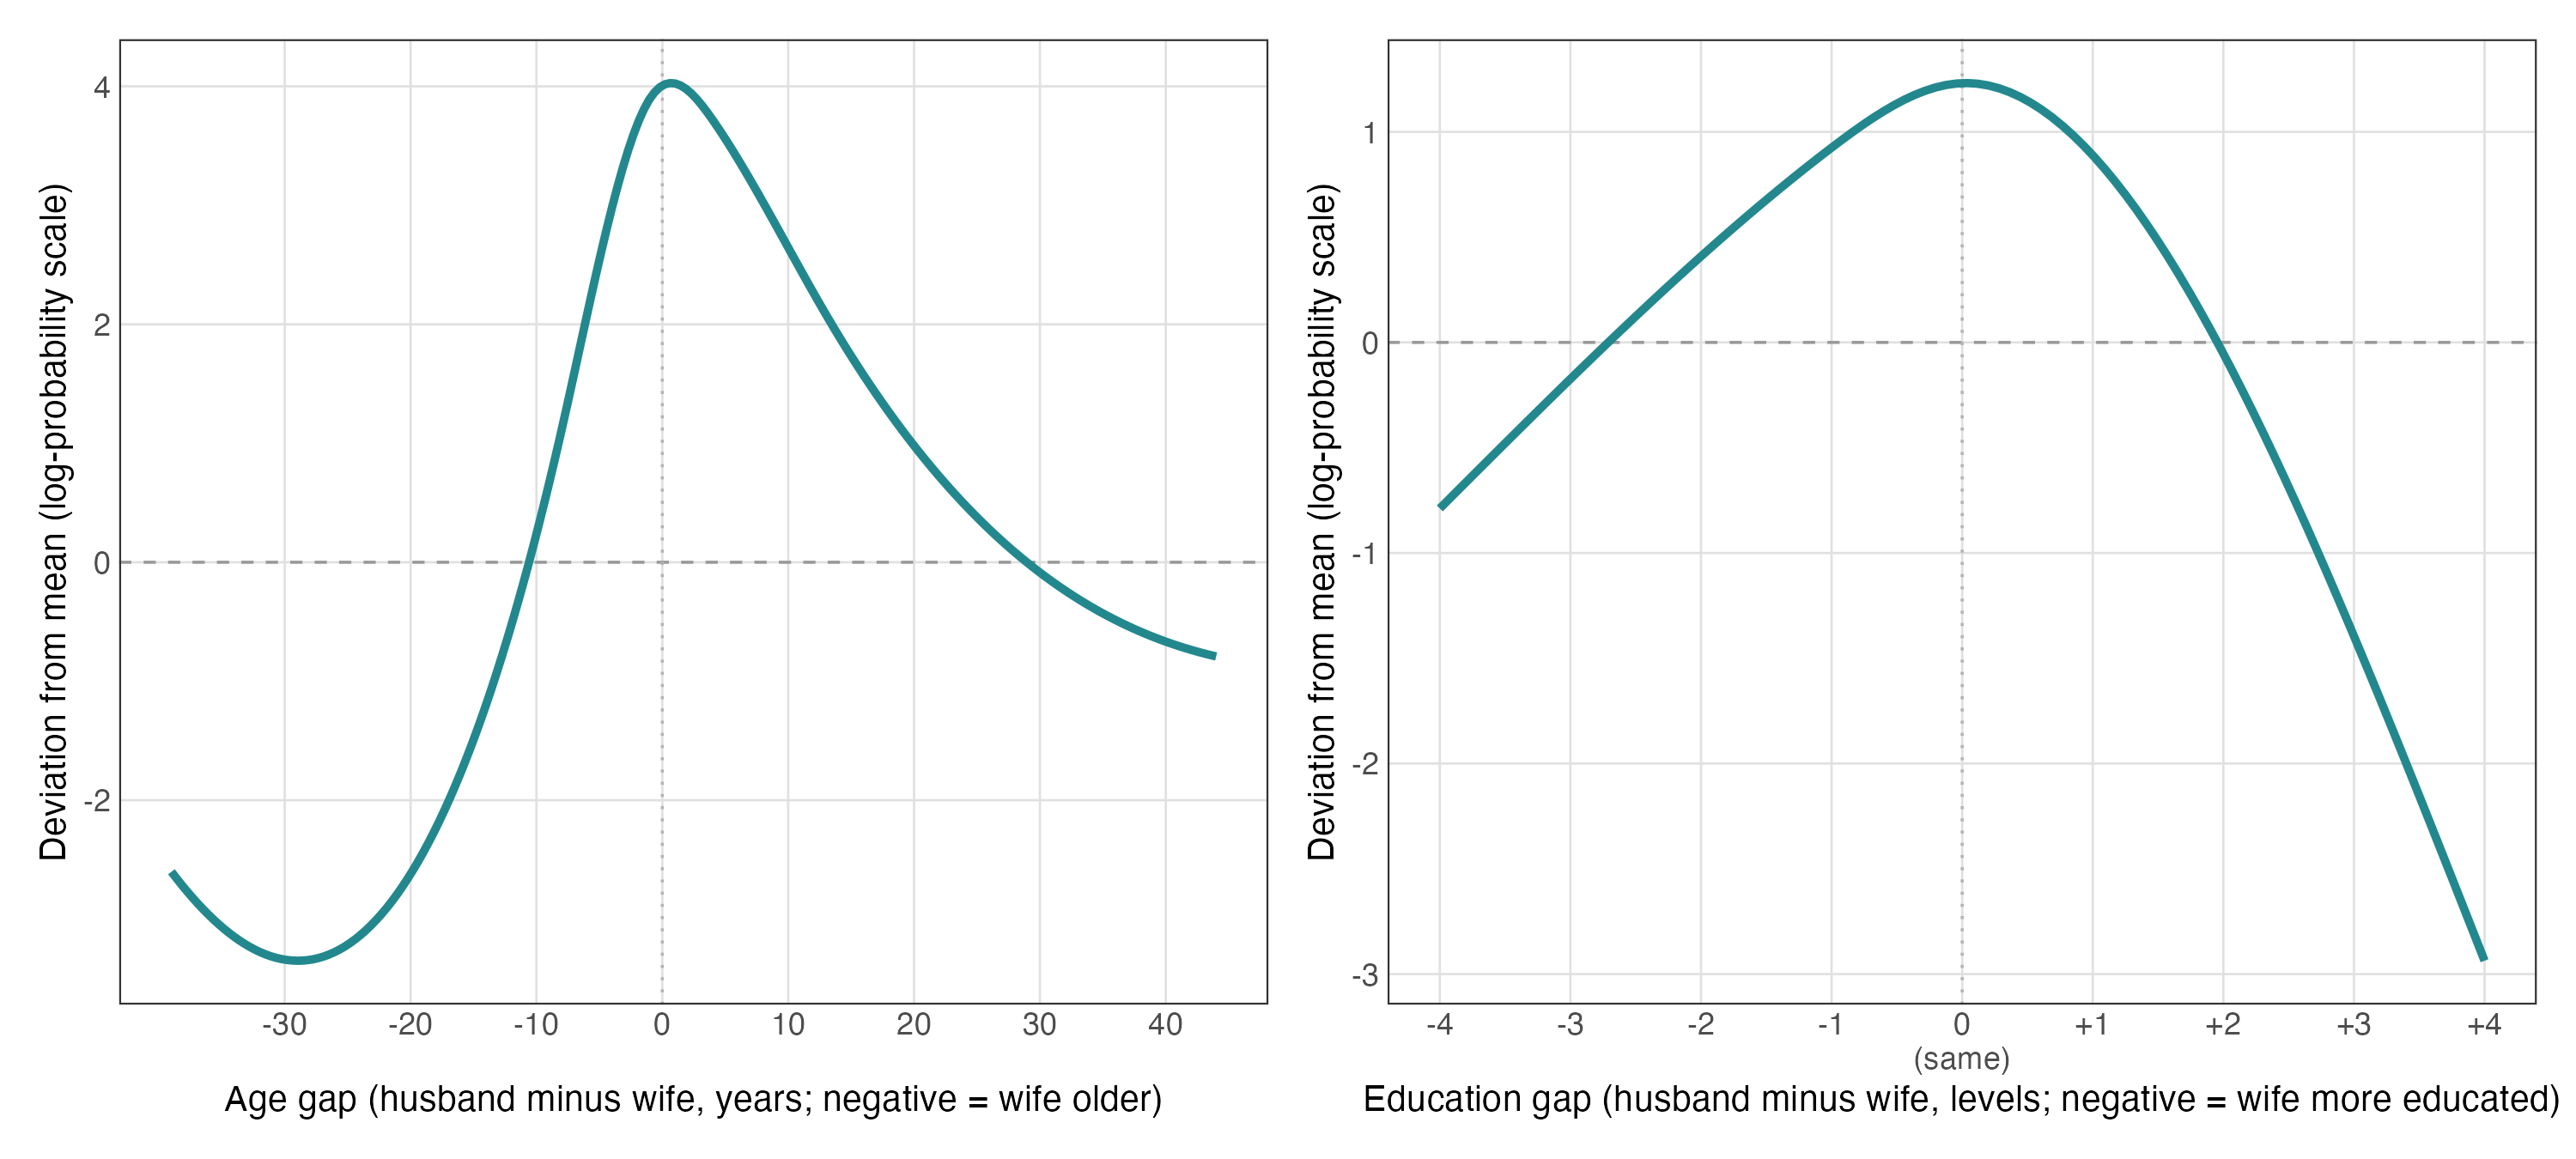 Deviation from mean (log-probability scale)
4
2
0
-2
-30 -20 -10 0 10 20 30 40
Age gap (husband minus wife, years; negative = wife older)
Deviation from mean (log-probability scale)
1
0
-1
-2
-3
-4 -3 -2 -1 0 +1 +2 +3 +4
(same)
Education gap (husband minus wife, levels; negative = wife more educated)